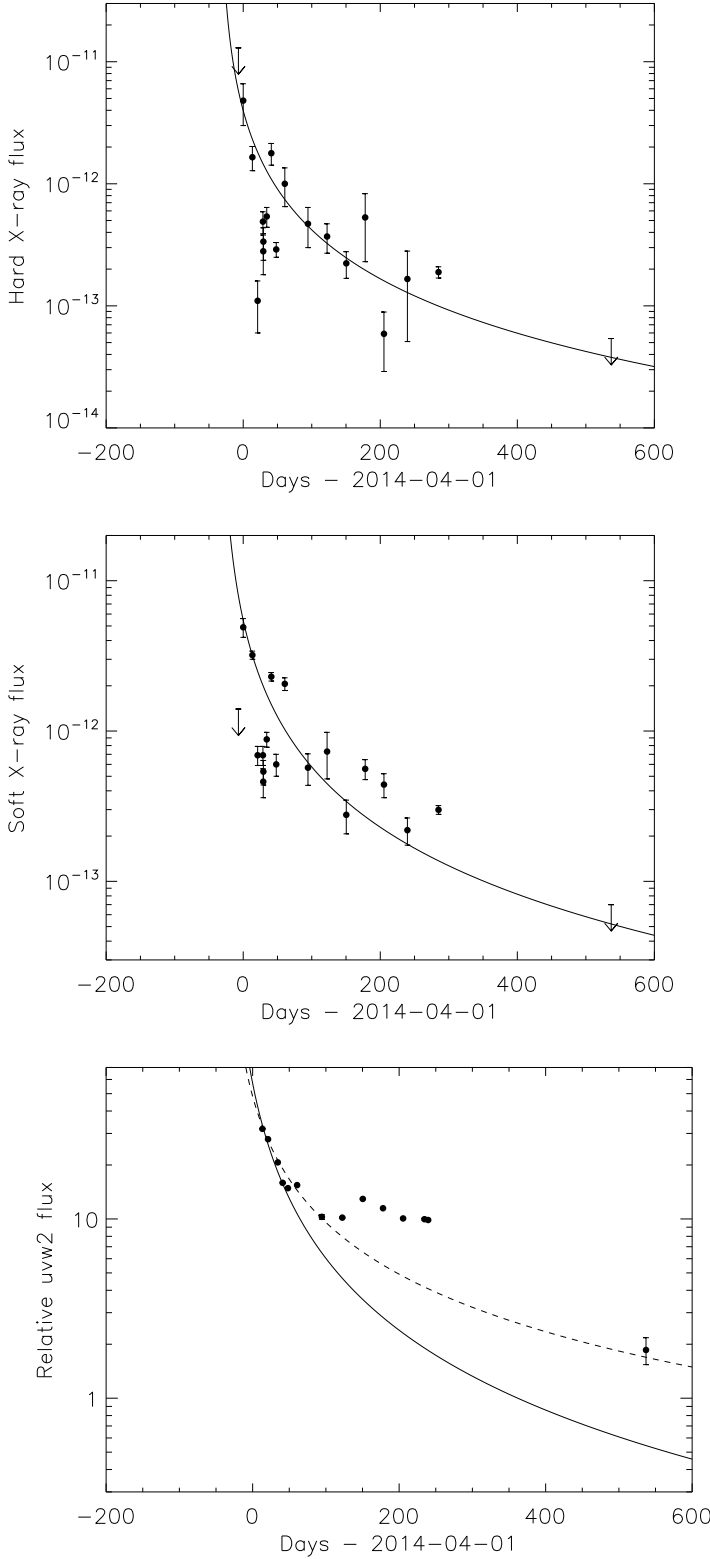 Hard X-ray flux
10^-11
10^-12
10^-13
10^-14
-200 0 200 400 600
Days - 2014-04-01
Soft X-ray flux
10^-11
10^-12
10^-13
-200 0 200 400 600
Days - 2014-04-01
Relative uvw2 flux
10
1
-200 0 200 400 600
Days - 2014-04-01